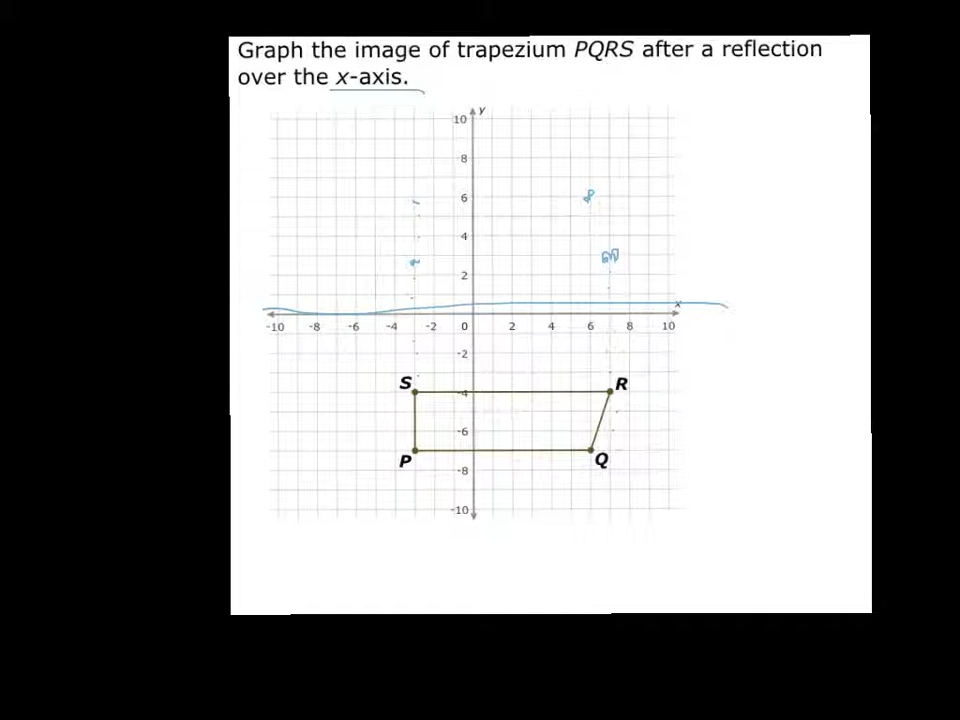 Graph the image of trapezium PQRS after a reflection
over the x-axis.
y
10
8
6
4
2
x
-10 -8 -6 -4 -2 0 2 4 6 8 10
-2
S R
-4
-6
P Q
-8
-10